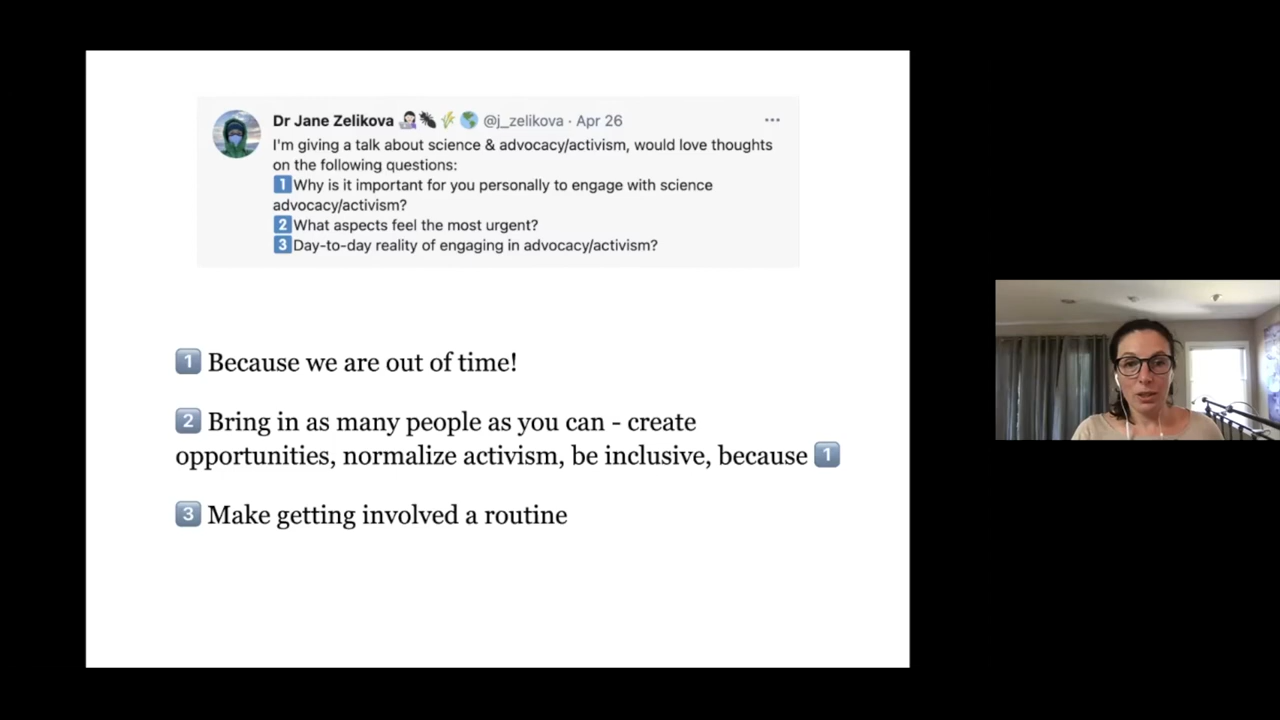 Dr Jane Zelikova 👩🏻‍🔬🐜🌾🌎 @j_zelikova · Apr 26 ···
I'm giving a talk about science & advocacy/activism, would love thoughts
on the following questions:
1️⃣Why is it important for you personally to engage with science
advocacy/activism?
2️⃣What aspects feel the most urgent?
3️⃣Day-to-day reality of engaging in advocacy/activism?
1️⃣ Because we are out of time!
2️⃣ Bring in as many people as you can - create
opportunities, normalize activism, be inclusive, because 1️⃣
3️⃣ Make getting involved a routine